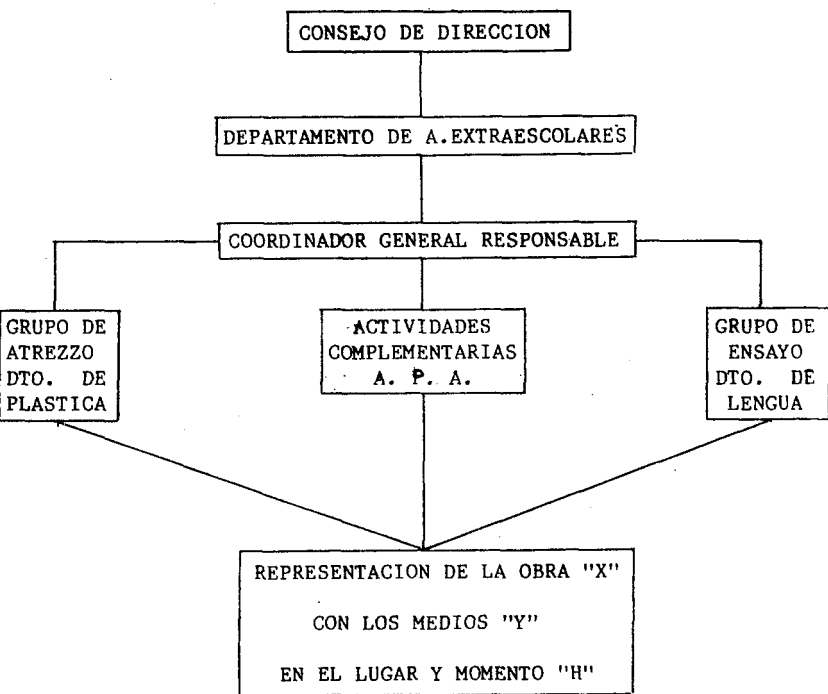 CONSEJO DE DIRECCION
DEPARTAMENTO DE A.EXTRAESCOLARES
COORDINADOR GENERAL RESPONSABLE
GRUPO DE
ATREZZO
DTO. DE
PLASTICA
ACTIVIDADES
COMPLEMENTARIAS
A. P. A.
GRUPO DE
ENSAYO
DTO. DE
LENGUA
REPRESENTACION DE LA OBRA "X"
CON LOS MEDIOS "Y"
EN EL LUGAR Y MOMENTO "H"